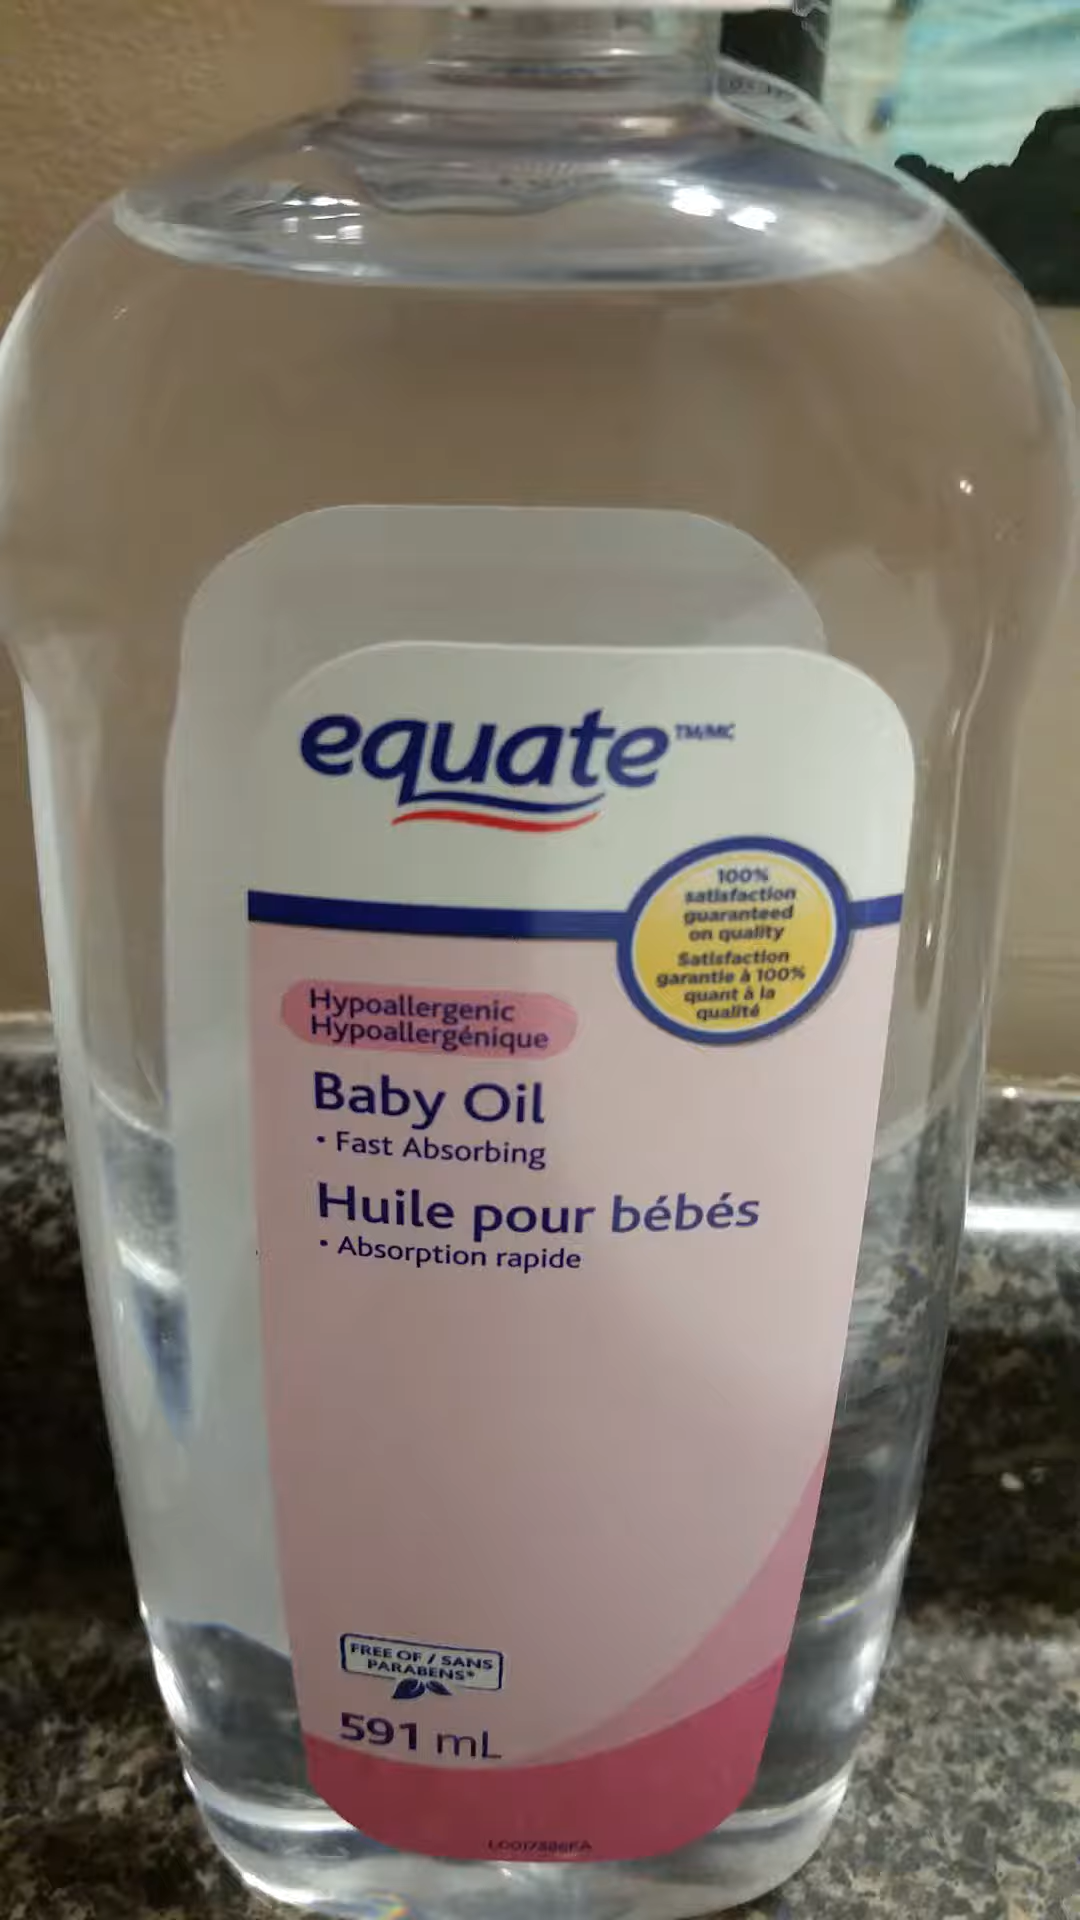 equate TM/MC
100%
satisfaction
guaranteed
on quality
Satisfaction
garantie à 100%
quant à la
qualité
Hypoallergenic
Hypoallergénique
Baby Oil
• Fast Absorbing
Huile pour bébés
• Absorption rapide
FREE OF / SANS
PARABENS*
591 mL